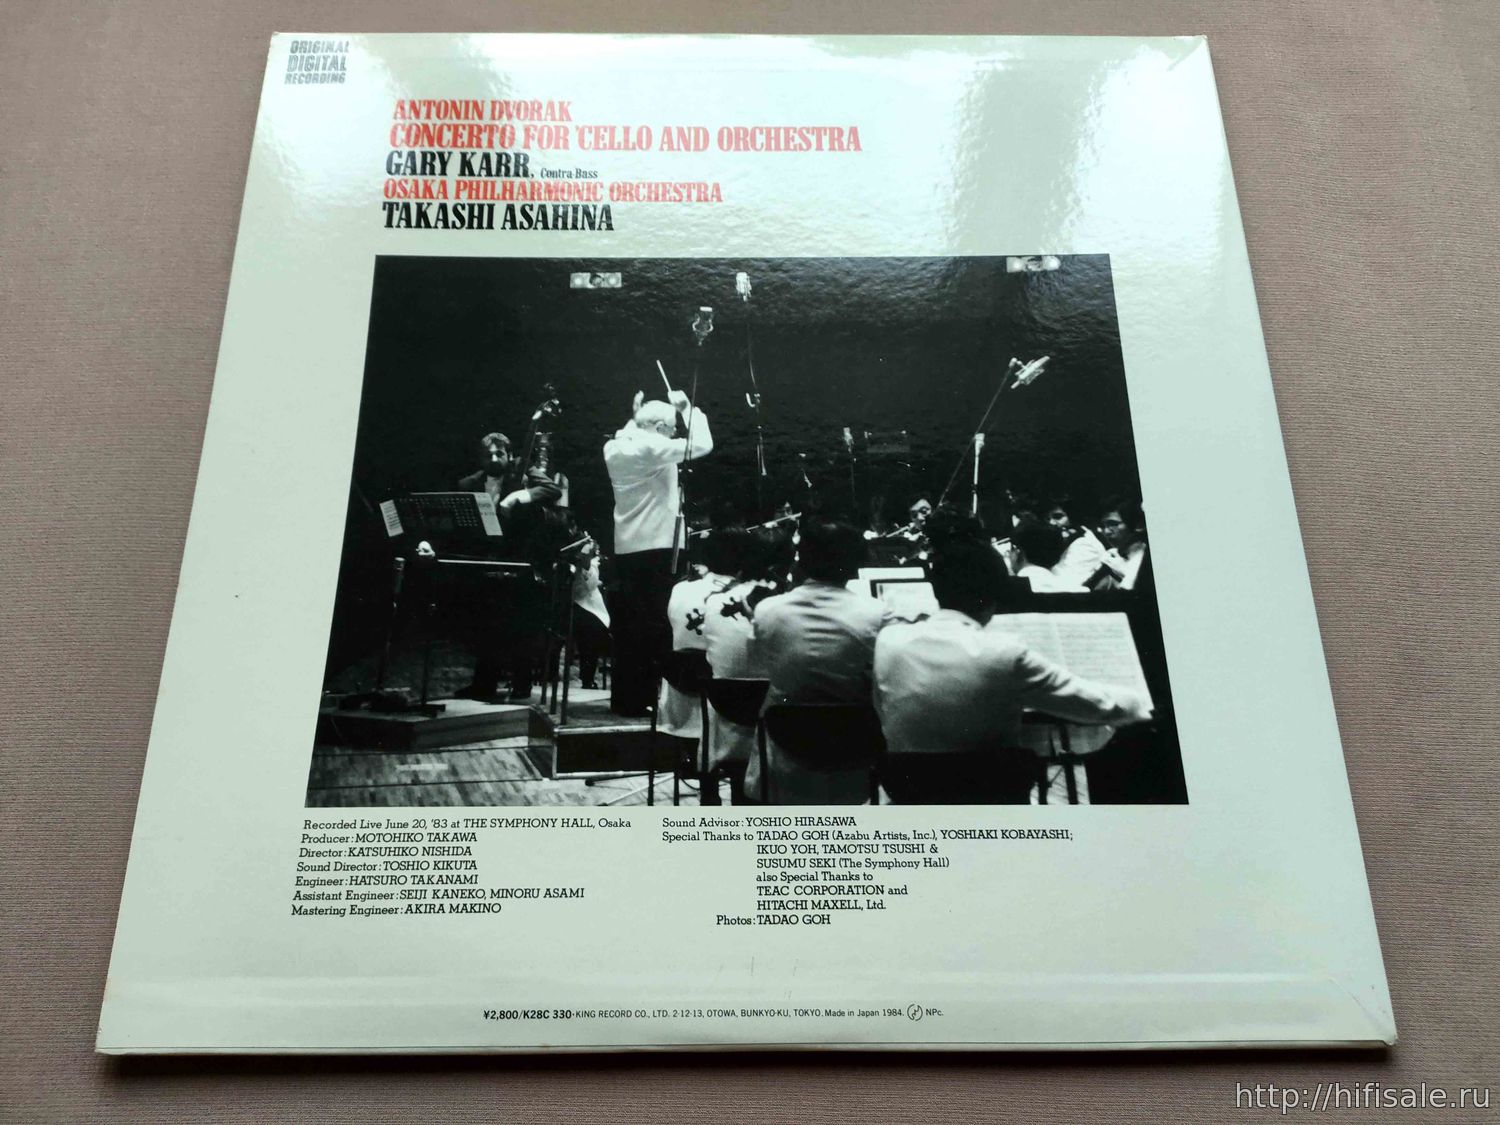 ORIGINAL
DIGITAL
RECORDING
ANTONIN DVORAK
CONCERTO FOR 'CELLO AND ORCHESTRA
GARY KARR, Contra-Bass
OSAKA PHILHARMONIC ORCHESTRA
TAKASHI ASAHINA
Recorded Live June 20, '83 at THE SYMPHONY HALL, Osaka
Producer: MOTOHIKO TAKAWA
Director: KATSUHIKO NISHIDA
Sound Director: TOSHIO KIKUTA
Engineer: HATSURO TAKANAMI
Assistant Engineer: SEIJI KANEKO, MINORU ASAMI
Mastering Engineer: AKIRA MAKINO
Sound Advisor: YOSHIO HIRASAWA
Special Thanks to TADAO GOH (Azabu Artists, Inc.), YOSHIAKI KOBAYASHI;
IKUO YOH, TAMOTSU TSUSHI &
SUSUMU SEKI (The Symphony Hall)
also Special Thanks to
TEAC CORPORATION and
HITACHI MAXELL, Ltd.
Photos: TADAO GOH
¥2,800/K28C 330·KING RECORD CO., LTD. 2-12-13, OTOWA, BUNKYO-KU, TOKYO. Made in Japan 1984. NPc.
http://hifisale.ru